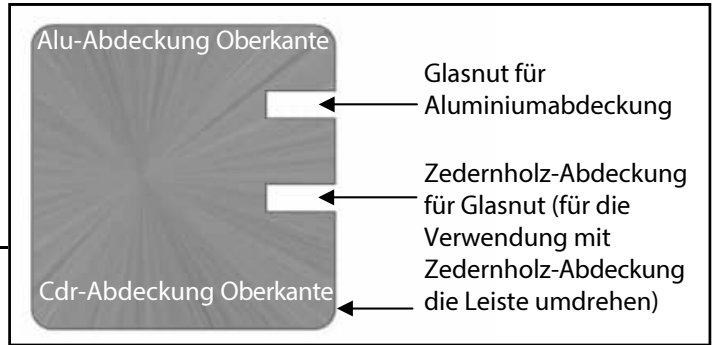 Alu-Abdeckung Oberkante
Glasnut für
Aluminiumabdeckung
Zedernholz-Abdeckung
für Glasnut (für die
Verwendung mit
Zedernholz-Abdeckung
die Leiste umdrehen)
Cdr-Abdeckung Oberkante